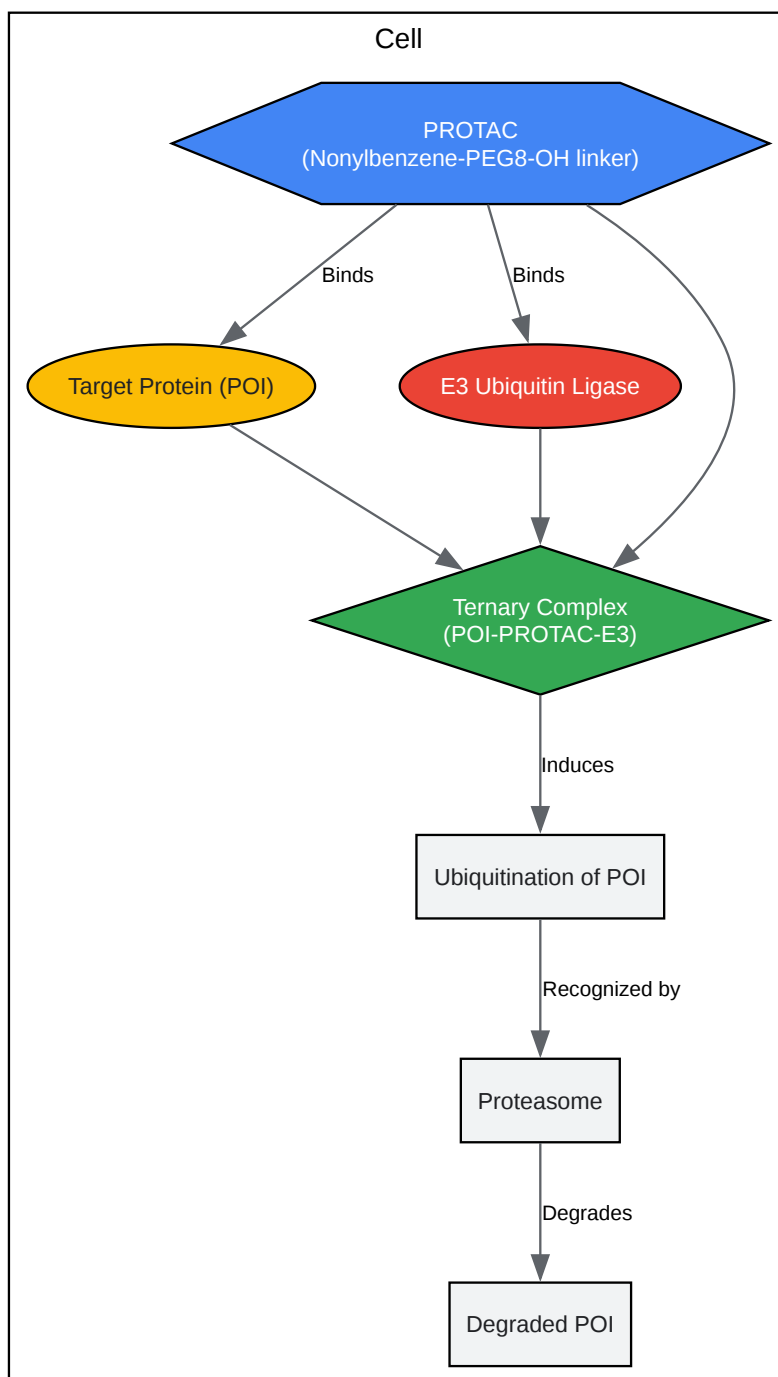 Cell
PROTAC
(Nonylbenzene-PEG8-OH linker)
Binds
Binds
Target Protein (POI)
E3 Ubiquitin Ligase
Ternary Complex
(POI-PROTAC-E3)
Induces
Ubiquitination of POI
Recognized by
Proteasome
Degrades
Degraded POI